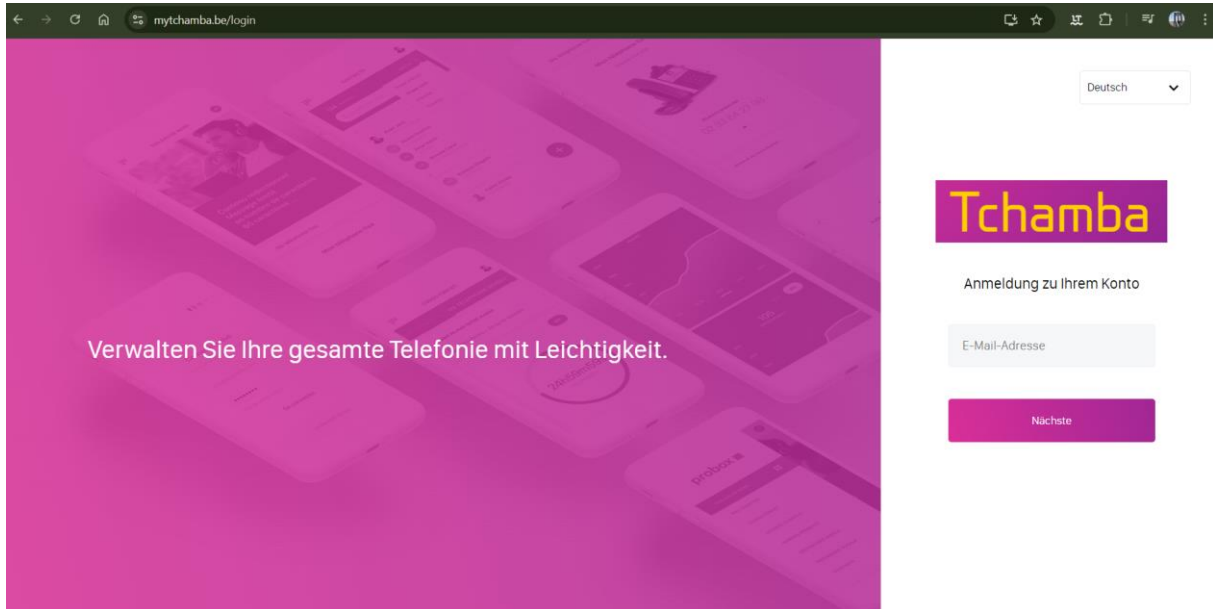 mytchamba.be/login
Deutsch
Tchamba
Anmeldung zu Ihrem Konto
Verwalten Sie Ihre gesamte Telefonie mit Leichtigkeit.
E-Mail-Adresse
Nächste
probox